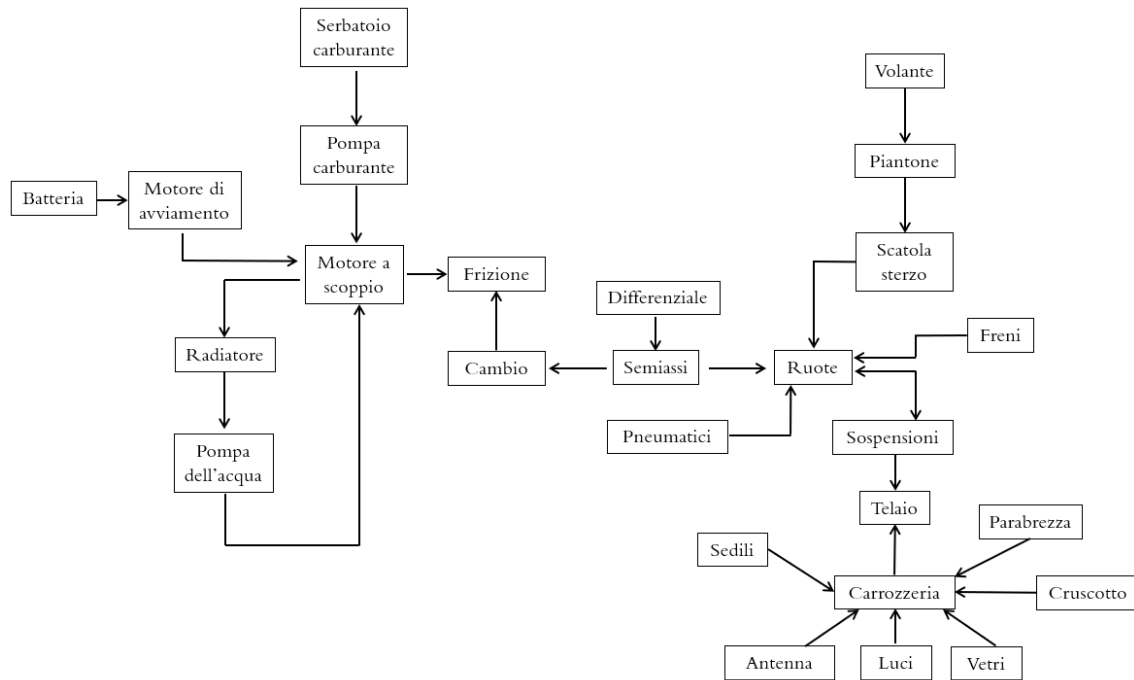 Serbatoio
carburante
Volante
Pompa
carburante
Piantone
Batteria
Motore di
avviamento
Scatola
sterzo
Motore a
scoppio
Frizione
Differenziale
Freni
Radiatore
Cambio
Semiassi
Ruote
Pneumatici
Sospensioni
Pompa
dell'acqua
Telaio
Parabrezza
Sedili
Carrozzeria
Cruscotto
Antenna
Luci
Vetri